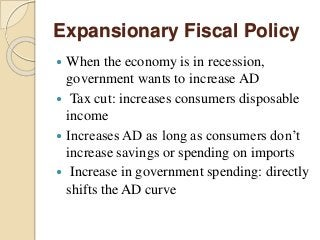 Expansionary Fiscal Policy
When the economy is in recession,
government wants to increase AD
Tax cut: increases consumers disposable
income
Increases AD as long as consumers don’t
increase savings or spending on imports
Increase in government spending: directly
shifts the AD curve